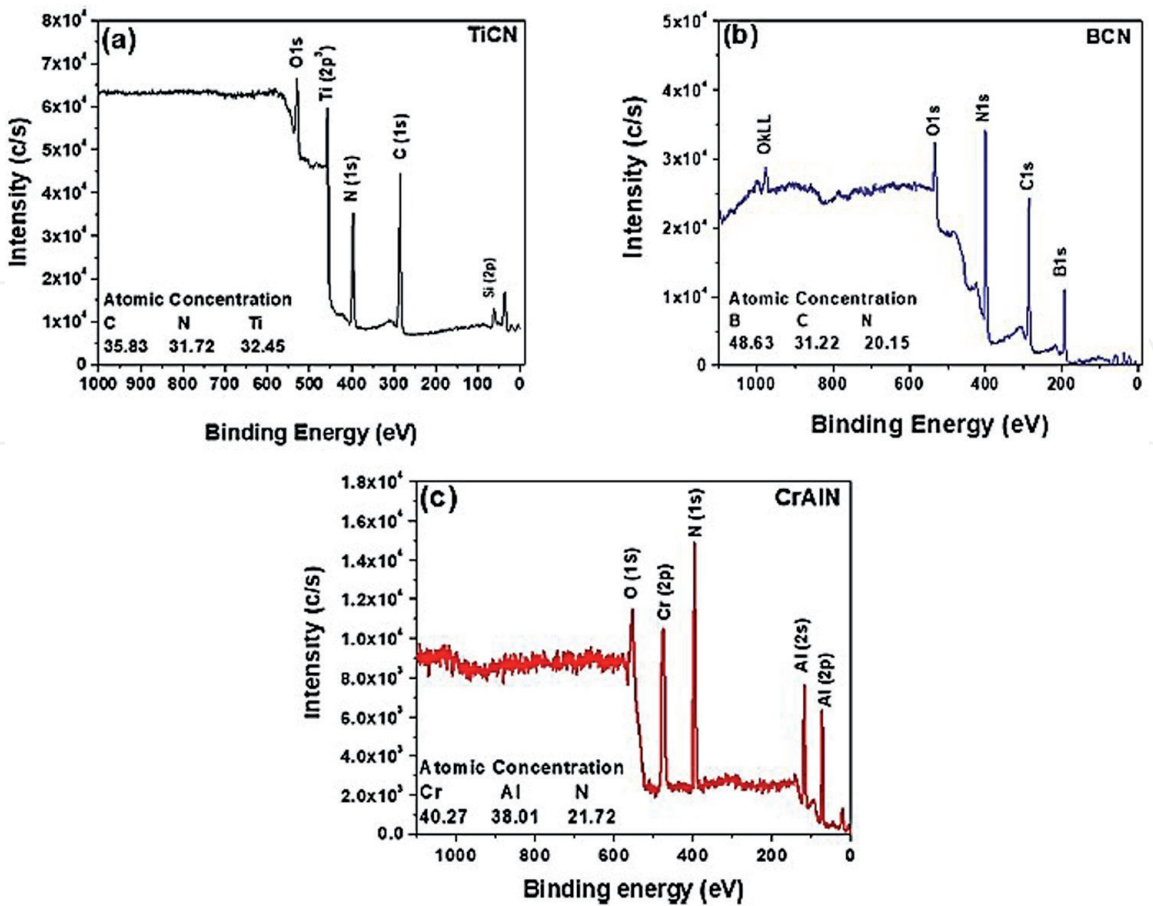 (a)
TiCN
8x10⁴
7x10⁴
6x10⁴
5x10⁴
4x10⁴
3x10⁴
2x10⁴
1x10⁴
0
Intensity (c/s)
O1s
Ti (2p³)
N (1s)
C (1s)
Si (2p)
Atomic Concentration
C N Ti
35.83 31.72 32.45
1000 900 800 700 600 500 400 300 200 100 0
Binding Energy (eV)
(b)
BCN
5x10⁴
4x10⁴
3x10⁴
2x10⁴
1x10⁴
0
Intensity (c/s)
OkLL
O1s
N1s
C1s
B1s
Atomic Concentration
B C N
48.63 31.22 20.15
1000 800 600 400 200 0
Binding Energy (eV)
(c)
CrAlN
1.8x10⁴
1.6x10⁴
1.4x10⁴
1.2x10⁴
1.0x10⁴
8.0x10³
6.0x10³
4.0x10³
2.0x10³
0.0
Intensity (c/s)
O (1S)
Cr (2p)
N (1s)
Al (2s)
Al (2p)
Atomic Concentration
Cr Al N
40.27 38.01 21.72
1000 800 600 400 200 0
Binding energy (eV)